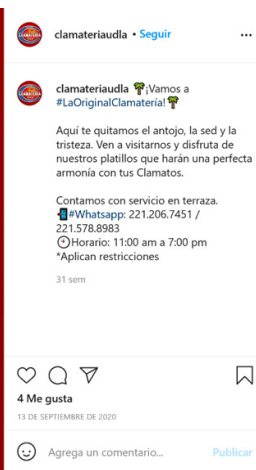 clamateriaudla • Seguir
clamateriaudla 🌴¡Vamos a
#LaOriginalClamatería!🌴
Aquí te quitamos el antojo, la sed y la
tristeza. Ven a visitarnos y disfruta de
nuestros platillos que harán una perfecta
armonía con tus Clamatos.
Contamos con servicio en terraza.
📲#Whatsapp: 221.206.7451 /
221.578.8983
🕙Horario: 11:00 am a 7:00 pm
*Aplican restricciones
31 sem
4 Me gusta
13 DE SEPTIEMBRE DE 2020
Agrega un comentario... Publicar